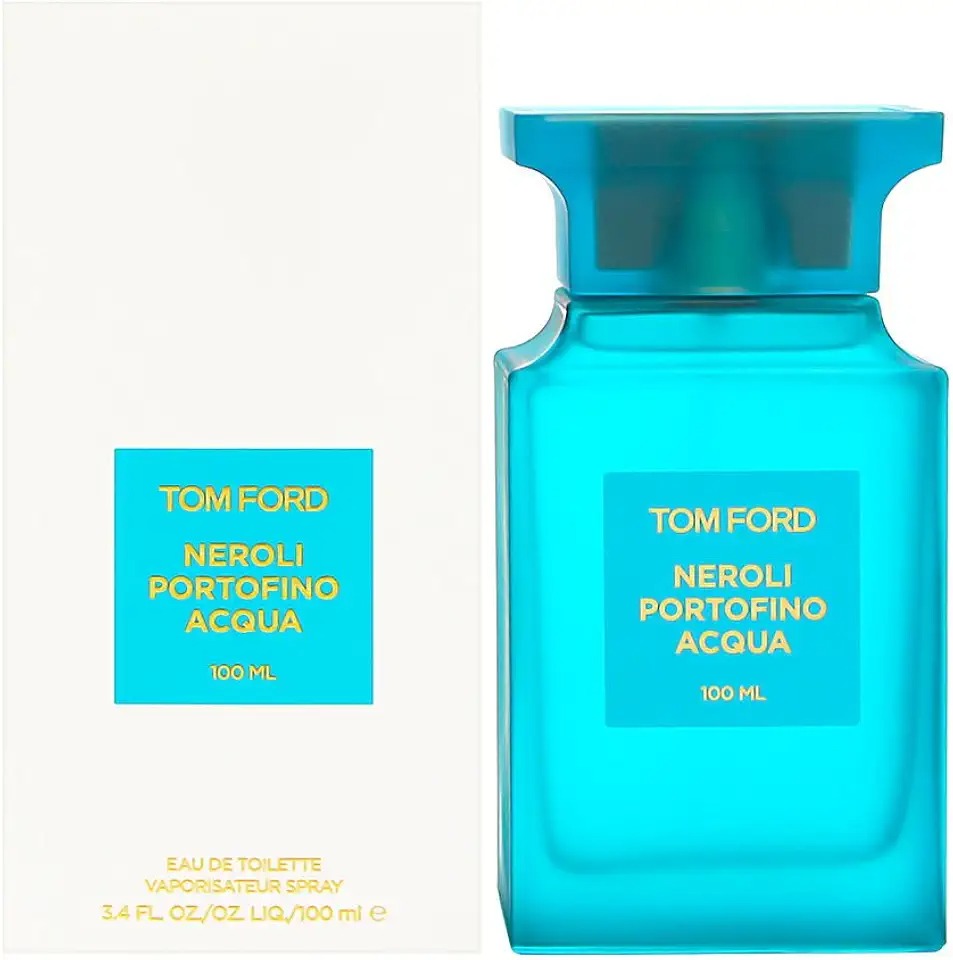 TOM FORD
NEROLI
PORTOFINO
ACQUA
100 ML
EAU DE TOILETTE
VAPORISATEUR SPRAY
3.4 FL. OZ./OZ. LIQ./100 ml e
TOM FORD
NEROLI
PORTOFINO
ACQUA
100 ML